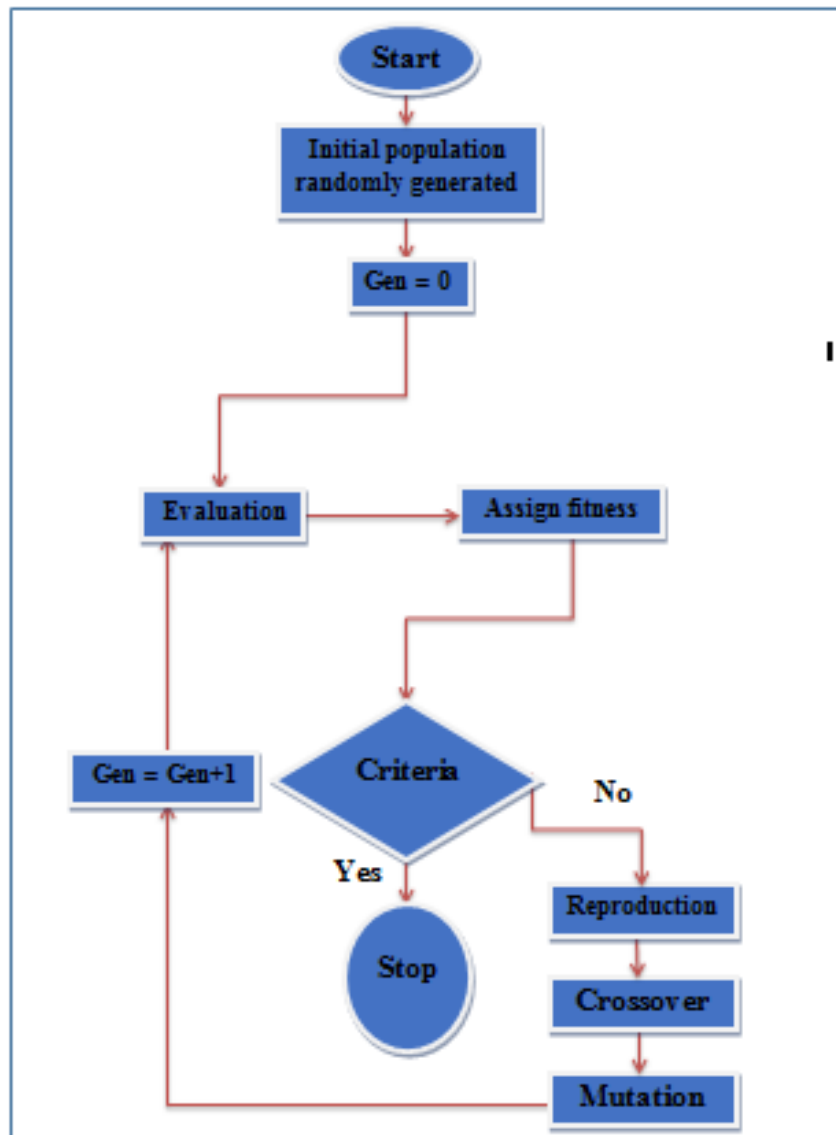 Start
Initial population
randomly generated
Gen = 0
Evaluation
Assign fitness
Criteria
Gen = Gen+1
No
Yes
Reproduction
Stop
Crossover
Mutation